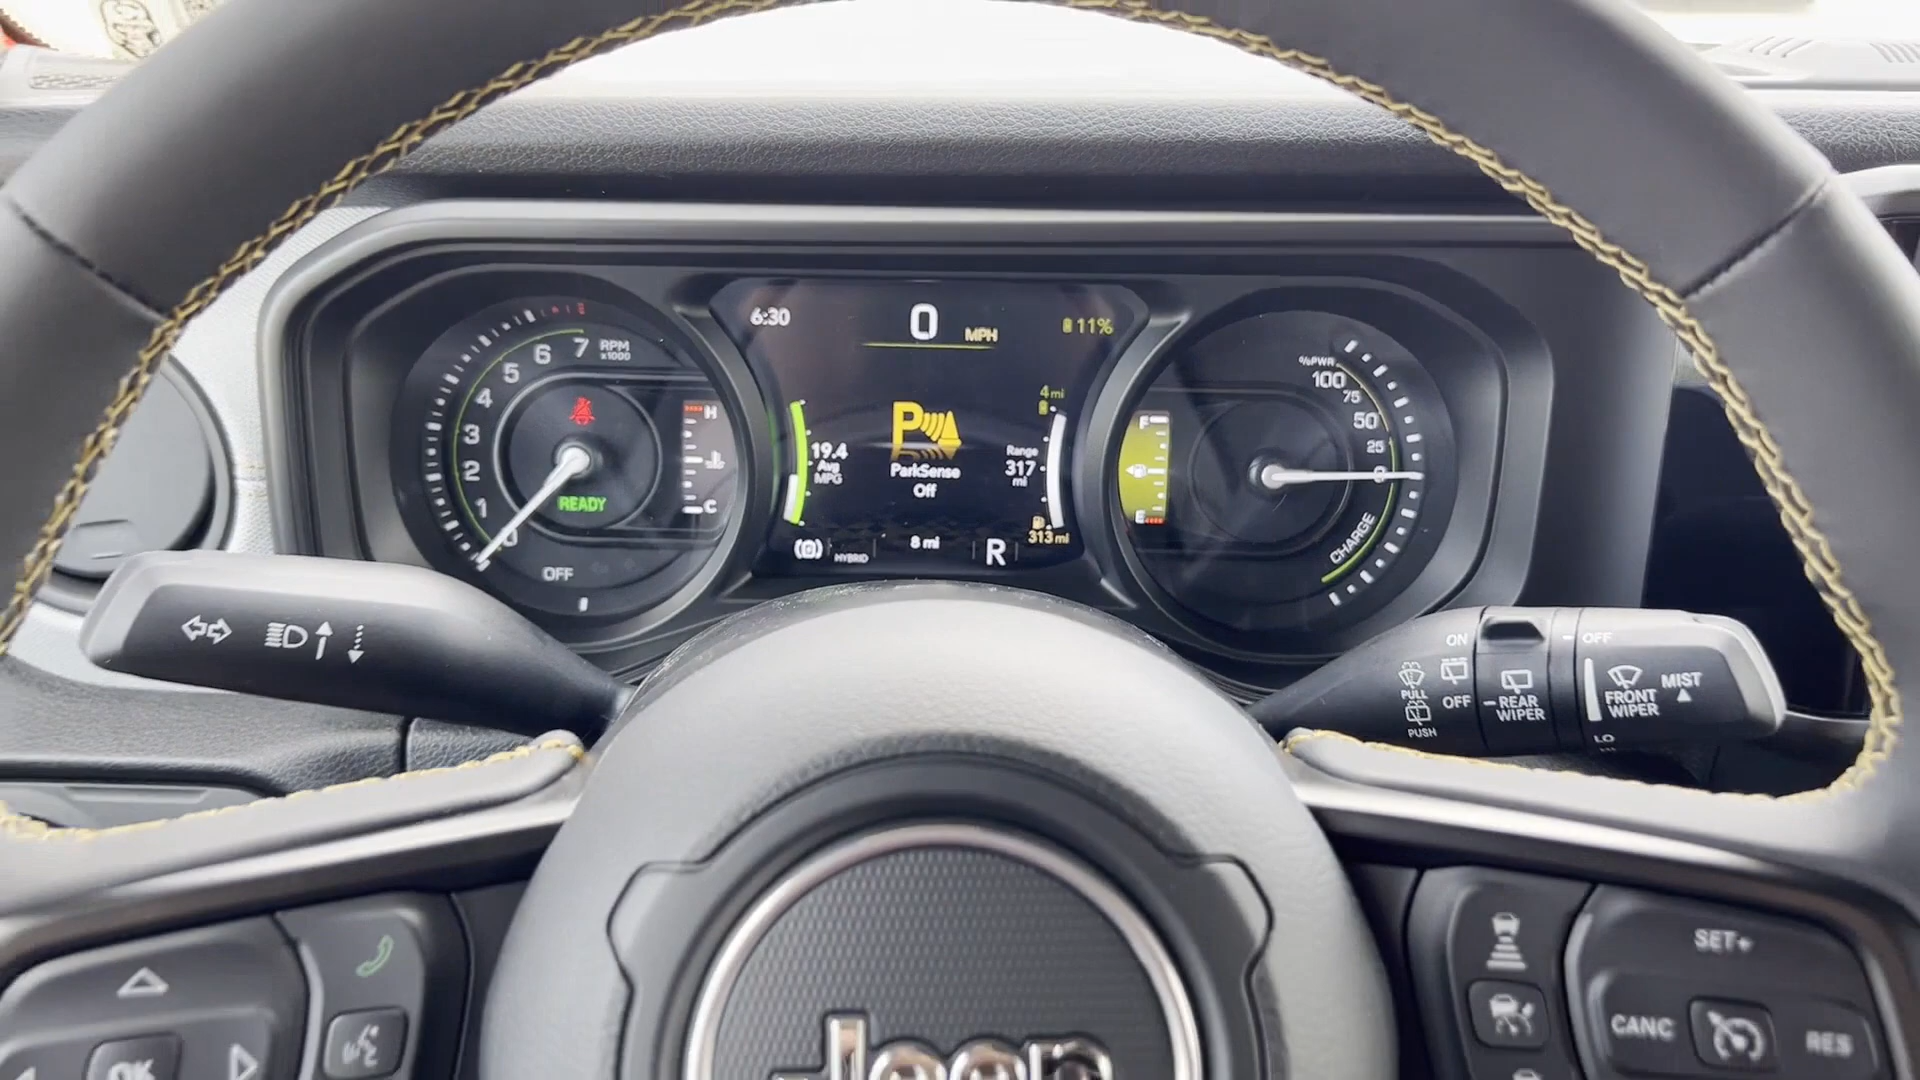 6:30
0 MPH
11%
7 RPM
x1000
6
5
4
3
2
1
0
READY
OFF
H
C
19.4
Avg
MPG
ParkSense
Off
4 mi
Range
317
mi
313 mi
HYBRID
8 mi
R
F
E
%PWR
100
75
50
25
0
CHARGE
ON
OFF
PULL
PUSH
REAR
WIPER
OFF
FRONT
WIPER
MIST
LO
OK
Jeep
SET+
CANC
RES